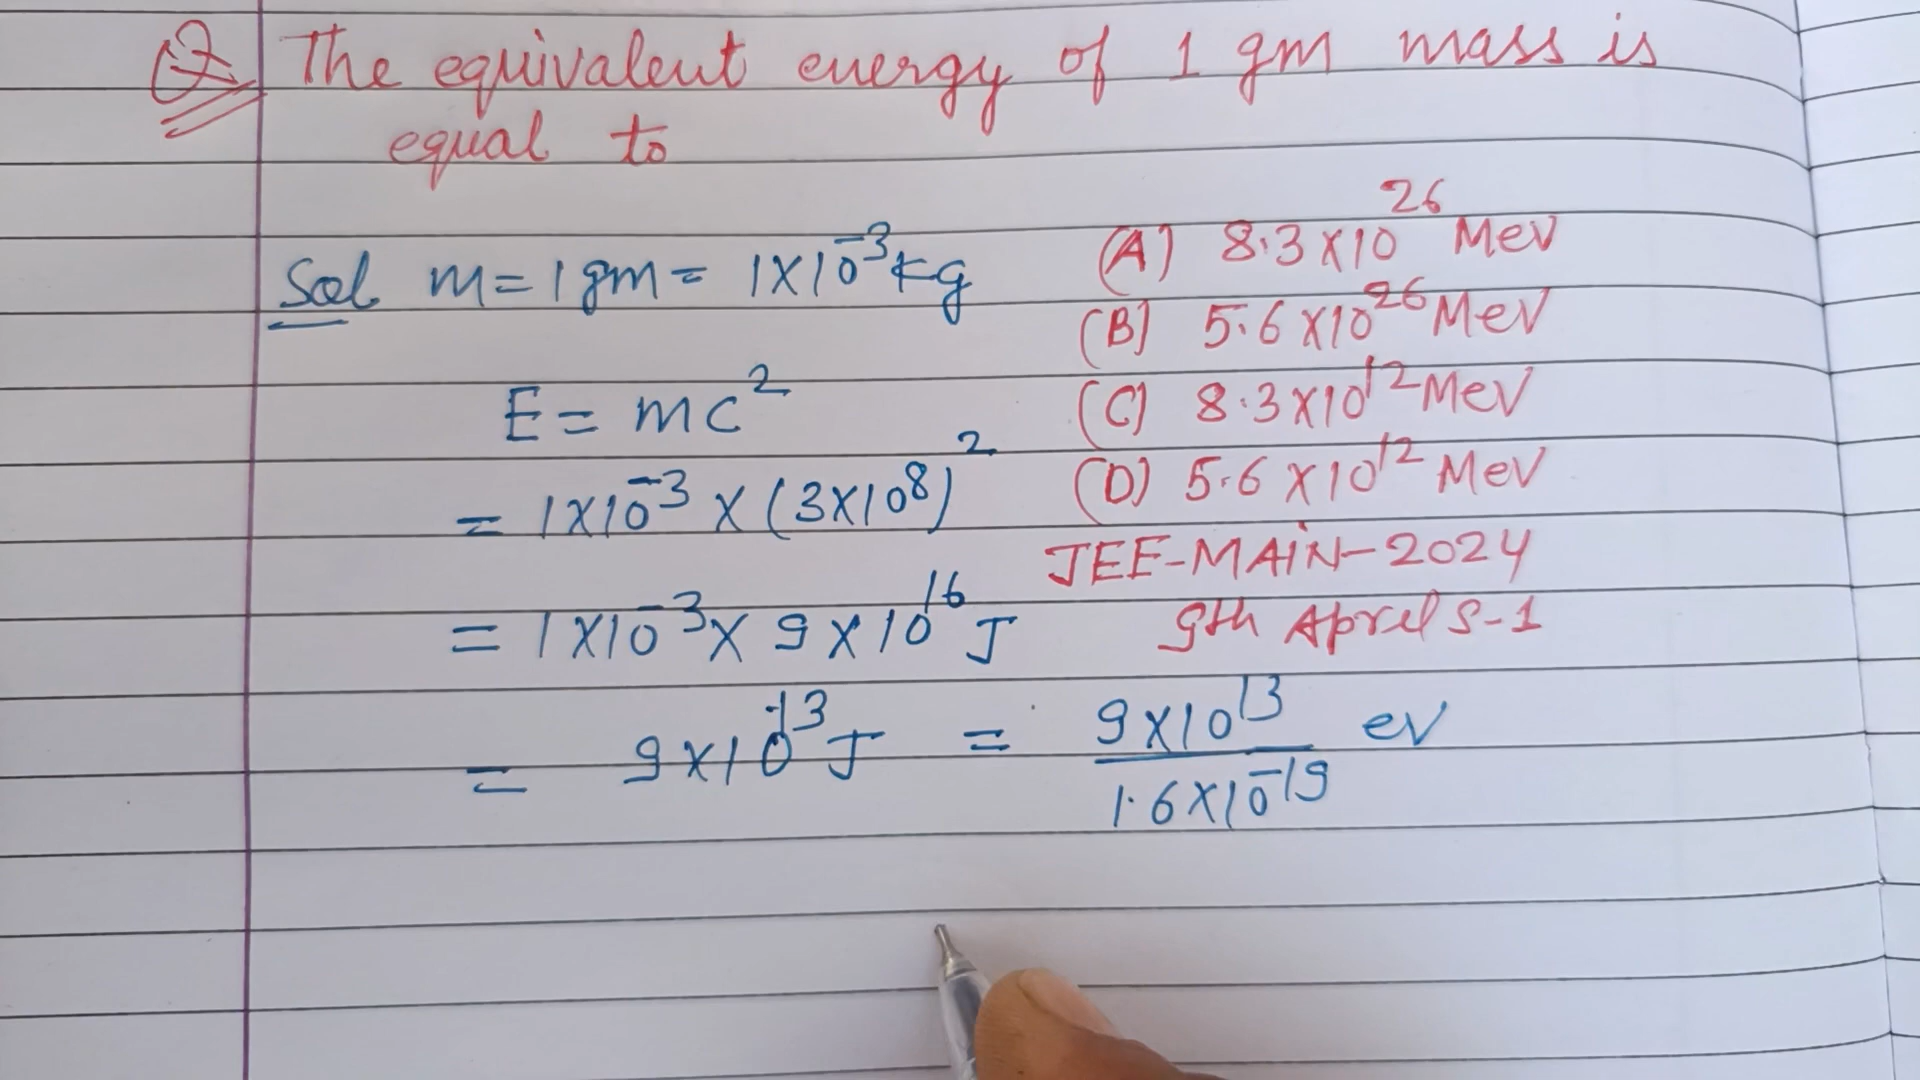 Q The equivalent energy of 1 gm mass is
equal to
(A) 8.3×10²⁶ MeV
(B) 5.6×10²⁶ MeV
(C) 8.3×10¹² MeV
(D) 5.6×10¹² MeV
JEE-MAIN-2024
9th April S-1
Sol m = 1 gm = 1×10⁻³ kg
E = mc²
= 1×10⁻³ × (3×10⁸)²
= 1×10⁻³ × 9×10¹⁶ J
= 9×10¹³ J = 9×10¹³ / 1.6×10⁻¹⁹ eV